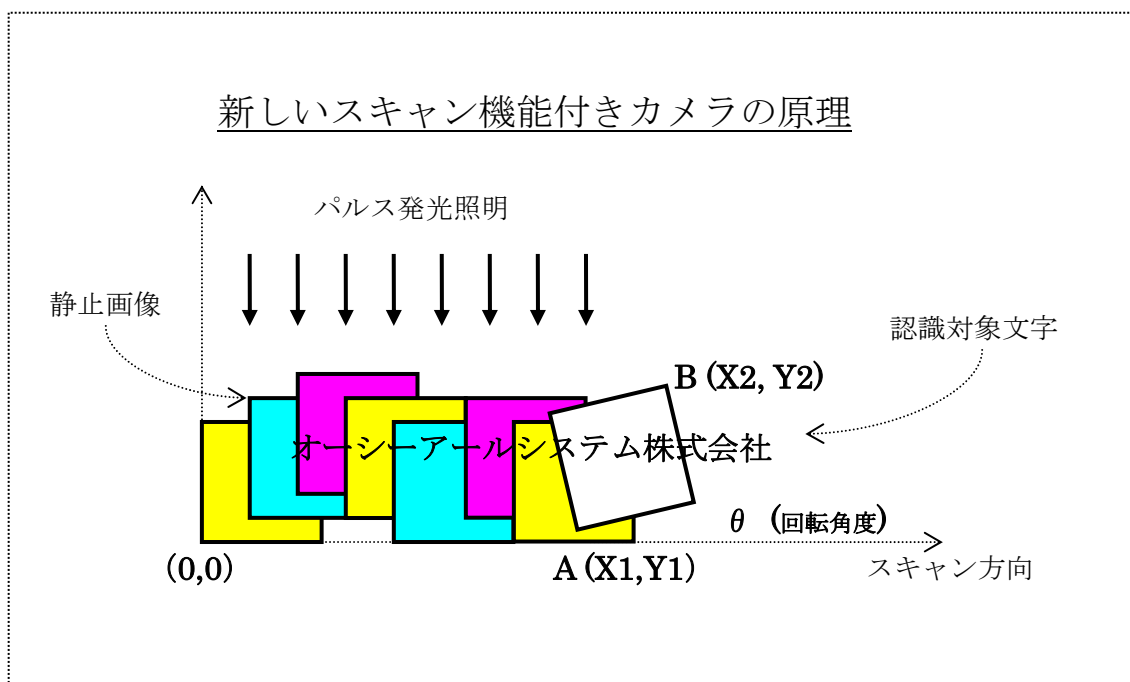 新しいスキャン機能付きカメラの原理
パルス発光照明
静止画像
認識対象文字
B (X2, Y2)
オーシーアールシステム株式会社
θ (回転角度)
(0,0)
A (X1,Y1)
スキャン方向